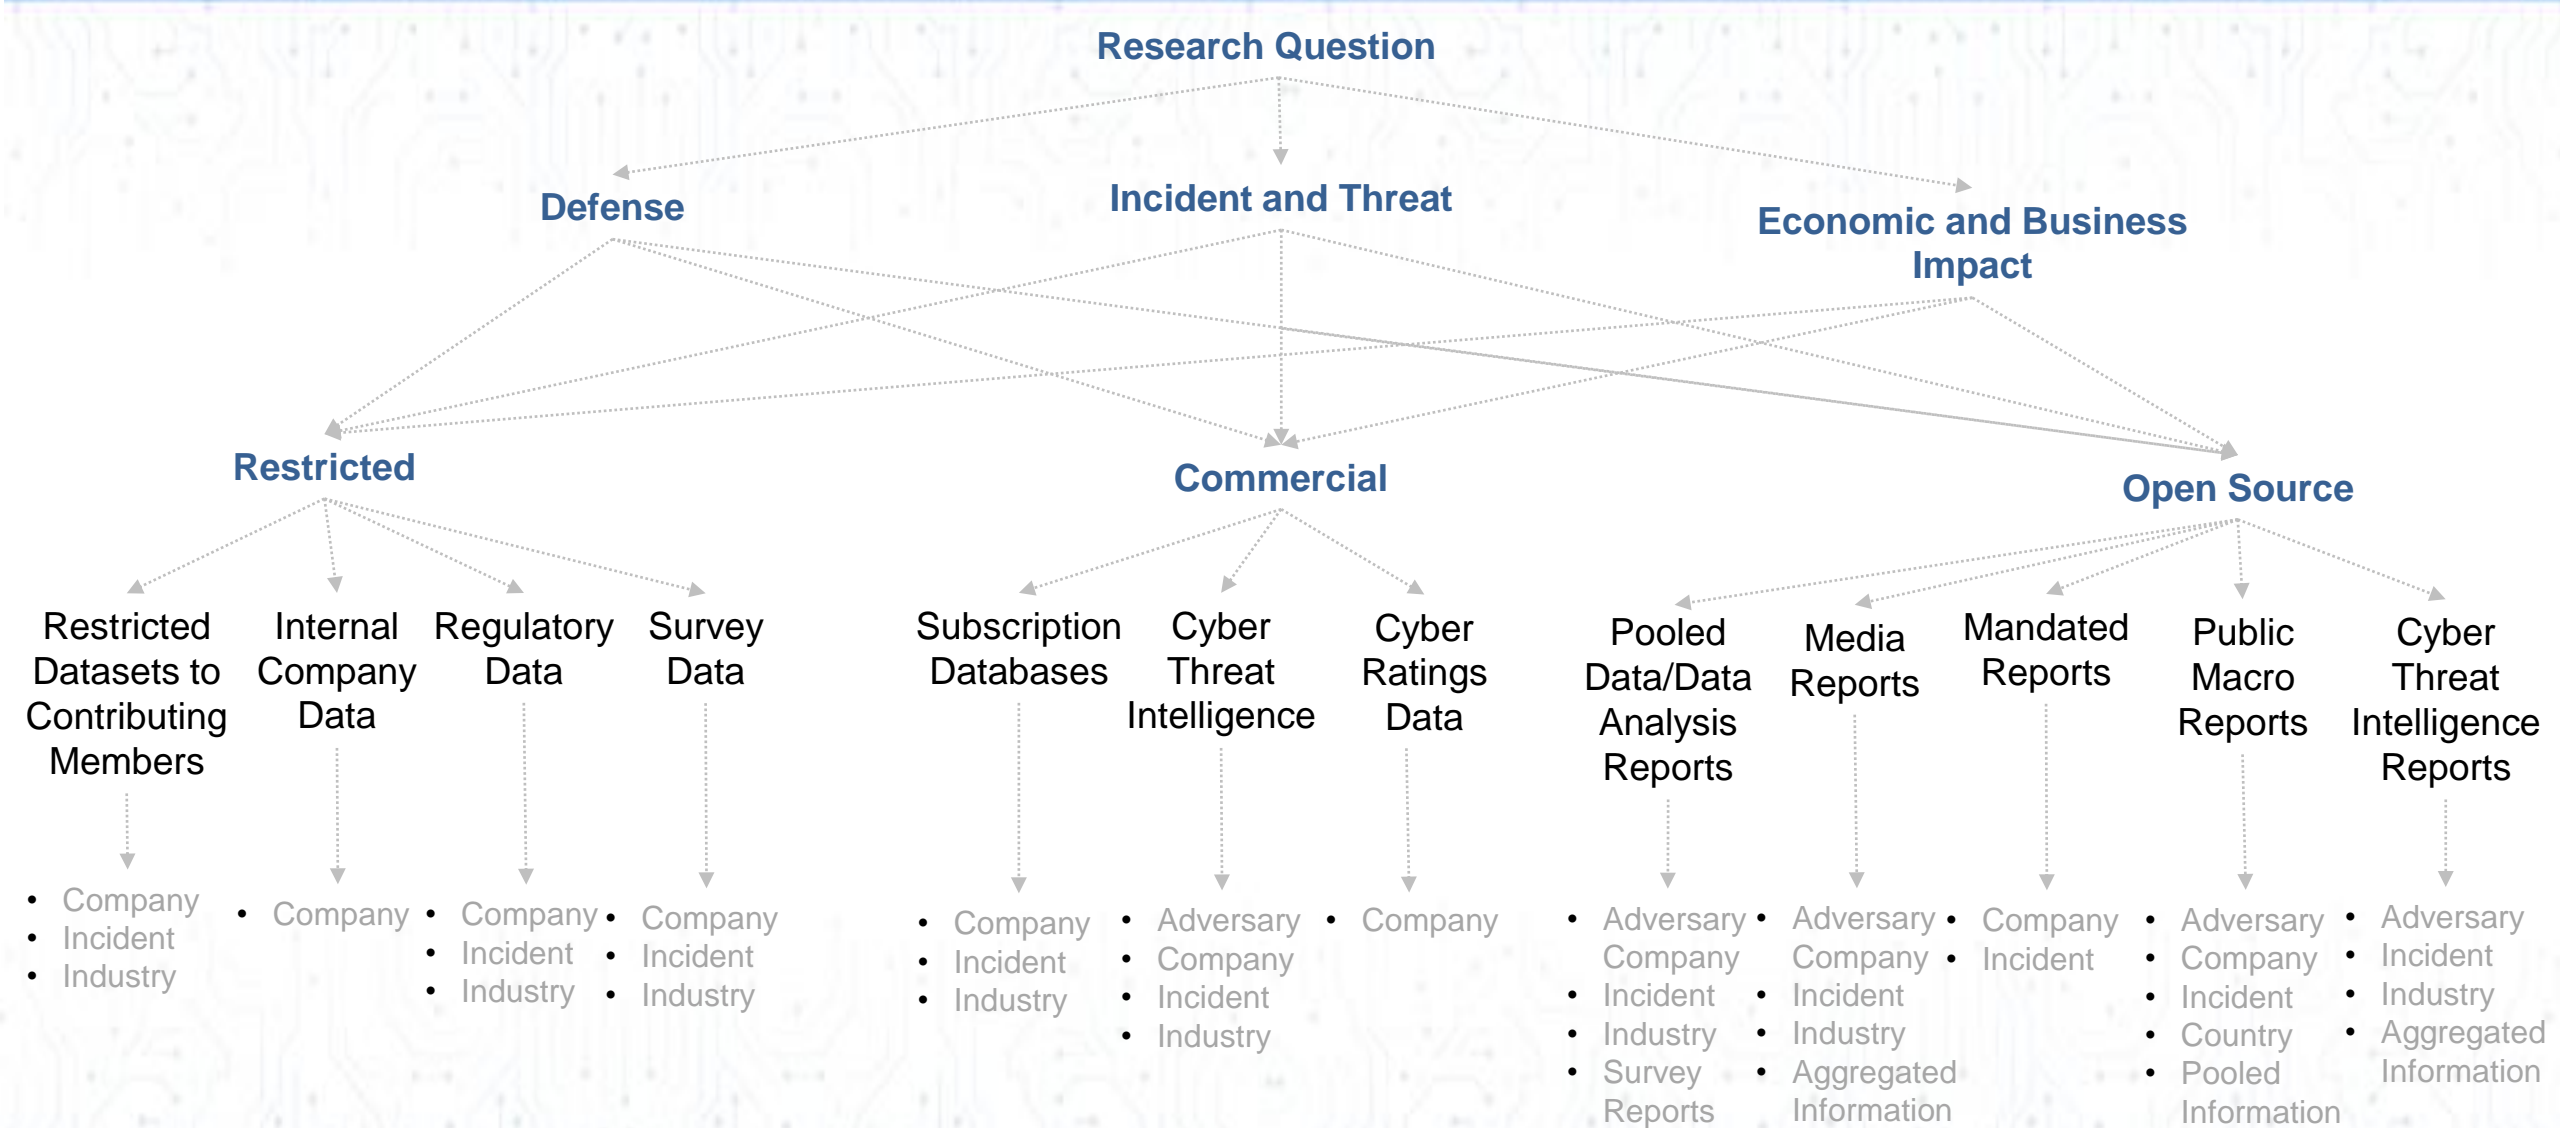 Research Question
Defense
Incident and Threat
Economic and Business
Impact
Restricted
Commercial
Open Source
Restricted
Datasets to
Contributing
Members
Internal
Company
Data
Regulatory
Data
Survey
Data
Subscription
Databases
Cyber
Threat
Intelligence
Cyber
Ratings
Data
Pooled
Data/Data
Analysis
Reports
Media
Reports
Mandated
Reports
Public
Macro
Reports
Cyber
Threat
Intelligence
Reports
• Company
• Incident
• Industry
• Company
• Company
• Incident
• Industry
• Company
• Incident
• Industry
• Company
• Incident
• Industry
• Adversary
• Company
• Incident
• Industry
• Company
• Adversary
Company
• Incident
• Industry
• Survey
Reports
• Adversary
Company
• Incident
• Industry
• Aggregated
Information
• Company
• Incident
• Adversary
• Company
• Incident
• Country
• Pooled
Information
• Adversary
• Incident
• Industry
• Aggregated
Information